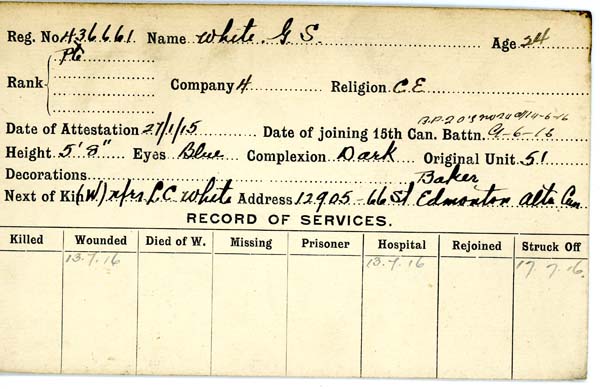 Reg. No. 436661 Name White. G S. Age 24
Pte
Rank Company 4 Religion C.E
Date of Attestation 27/1/15 Date of joining 15th Can. Battn. 9-6-16
Height 5' 8" Eyes Blue Complexion Dark Original Unit 51
Decorations Baker
Next of Kin (W) Mrs L.C. White Address 12905-66 St Edmonton Alta Can
RECORD OF SERVICES.
Killed Wounded Died of W. Missing Prisoner Hospital Rejoined Struck Off
13.7.16 13.7.16 17.7.16.